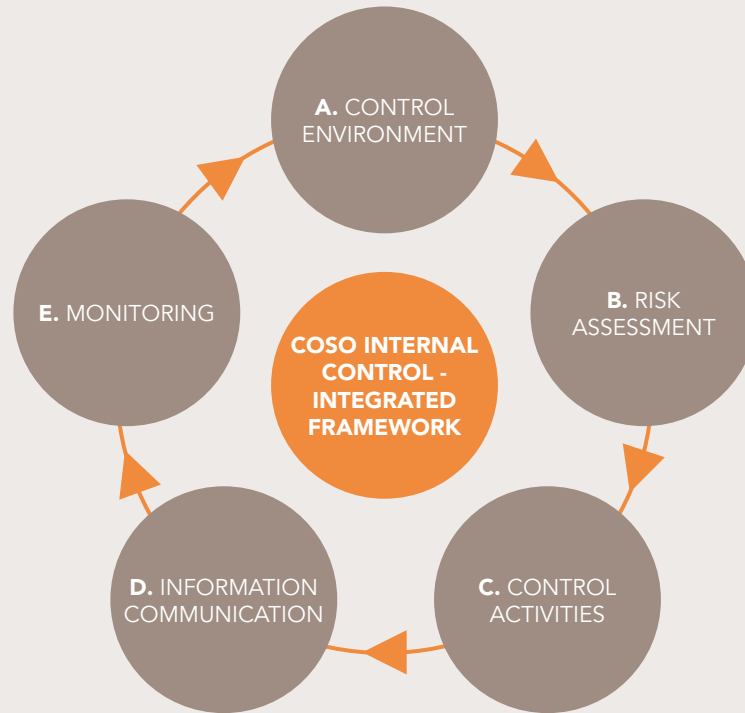 A. CONTROL
ENVIRONMENT
B. RISK
ASSESSMENT
C. CONTROL
ACTIVITIES
D. INFORMATION
COMMUNICATION
E. MONITORING
COSO INTERNAL
CONTROL -
INTEGRATED
FRAMEWORK